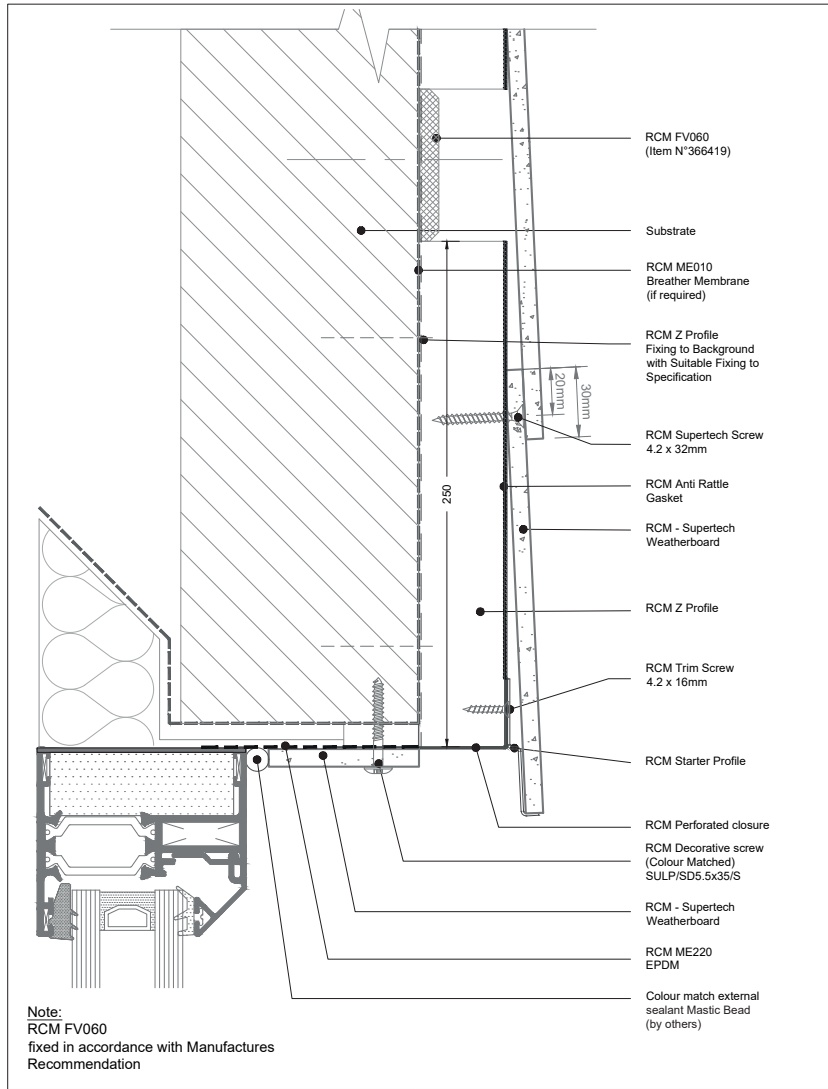 RCM FV060
(Item N°366419)
Substrate
RCM ME010
Breather Membrane
(if required)
RCM Z Profile
Fixing to Background
with Suitable Fixing to
Specification
20mm
30mm
RCM Supertech Screw
4.2 x 32mm
250
RCM Anti Rattle
Gasket
RCM - Supertech
Weatherboard
RCM Z Profile
RCM Trim Screw
4.2 x 16mm
RCM Starter Profile
RCM Perforated closure
RCM Decorative screw
(Colour Matched)
SULP/SD5.5x35/S
RCM - Supertech
Weatherboard
RCM ME220
EPDM
Colour match external
sealant Mastic Bead
(by others)
Note:
RCM FV060
fixed in accordance with Manufactures
Recommendation